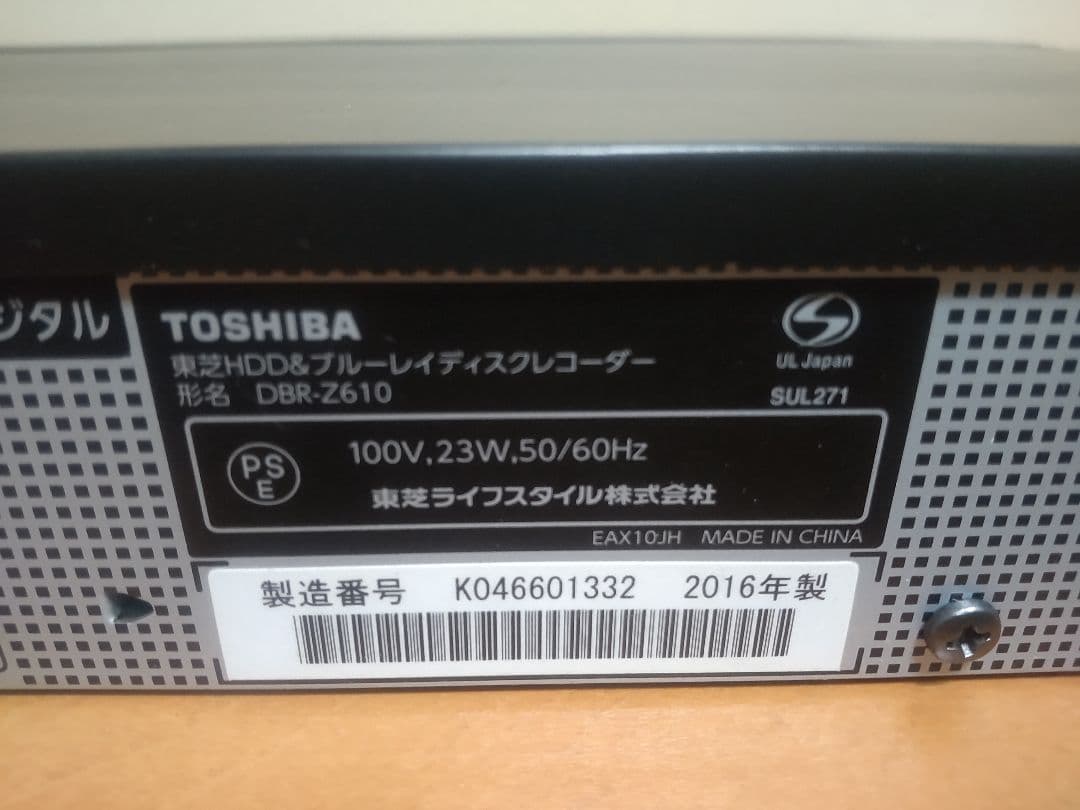 ジタル
TOSHIBA
東芝HDD&ブルーレイディスクレコーダー
形名 DBR-Z610
UL Japan
SUL271
PS
E
100V,23W,50/60Hz
東芝ライフスタイル株式会社
EAX10JH MADE IN CHINA
製造番号 K046601332 2016年製